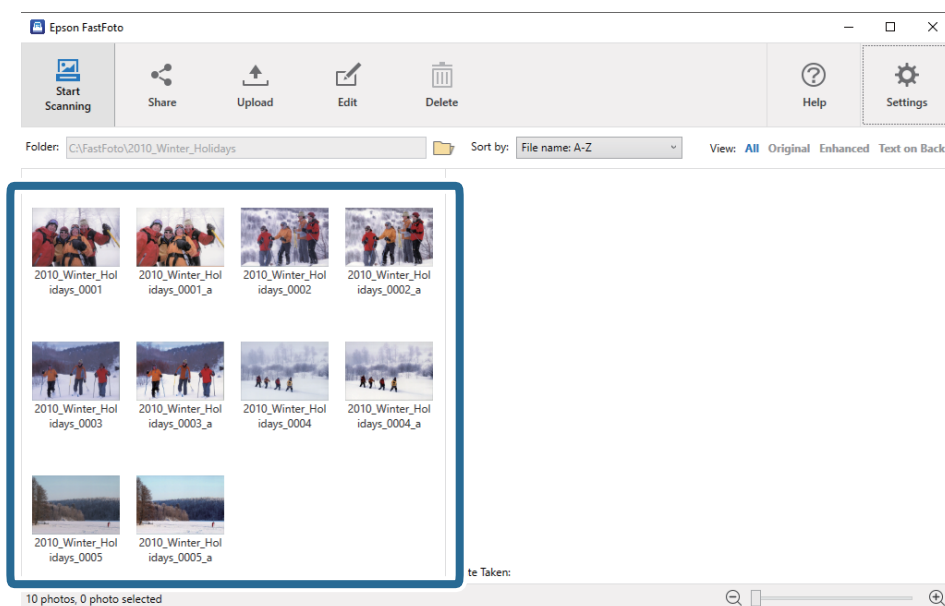 Epson FastFoto
Start
Scanning
Share
Upload
Edit
Delete
Help
Settings
Folder: C:\FastFoto\2010_Winter_Holidays
Sort by: File name: A-Z
View: All Original Enhanced Text on Back
2010_Winter_Hol
idays_0001
2010_Winter_Hol
idays_0001_a
2010_Winter_Hol
idays_0002
2010_Winter_Hol
idays_0002_a
2010_Winter_Hol
idays_0003
2010_Winter_Hol
idays_0003_a
2010_Winter_Hol
idays_0004
2010_Winter_Hol
idays_0004_a
2010_Winter_Hol
idays_0005
2010_Winter_Hol
idays_0005_a
te Taken:
10 photos, 0 photo selected